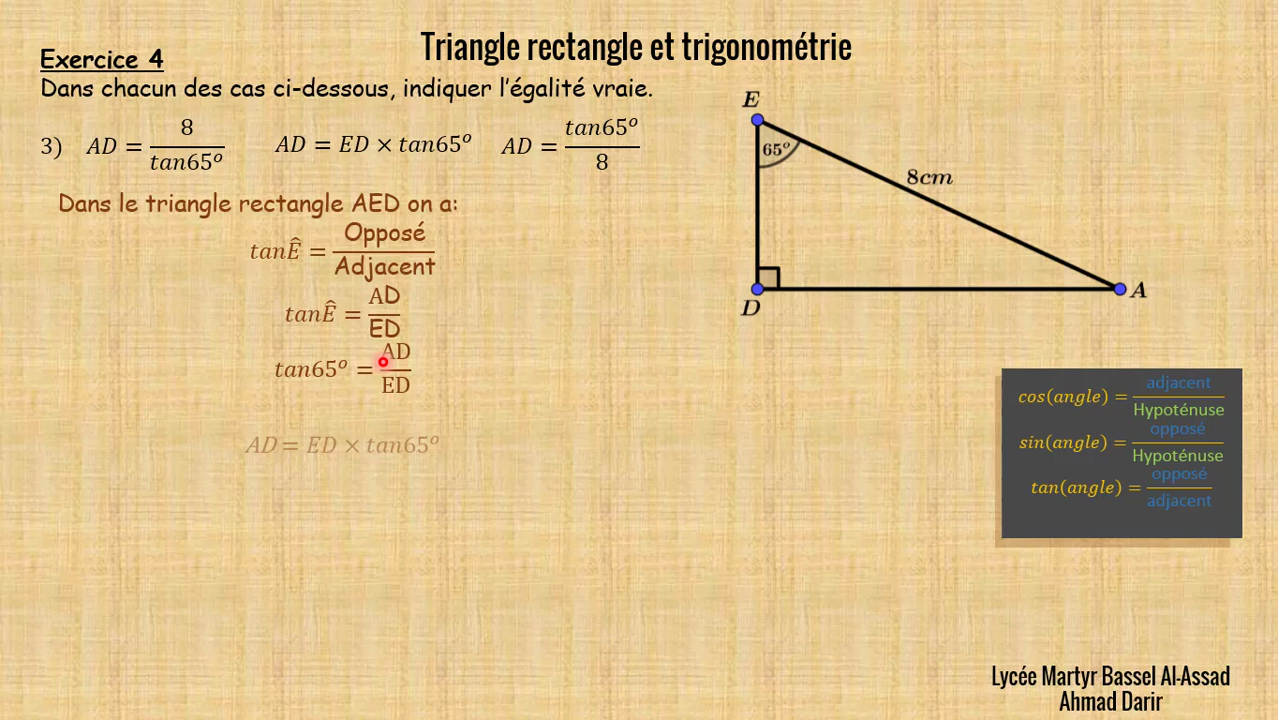 Triangle rectangle et trigonométrie
Exercice 4
Dans chacun des cas ci-dessous, indiquer l'égalité vraie.
3) AD = 8/tan65° AD = ED × tan65° AD = tan65°/8
Dans le triangle rectangle AED on a:
tanÊ = Opposé/Adjacent
tanÊ = AD/ED
tan65° = AD/ED
AD = ED × tan65°
E
65°
8cm
D
A
cos(angle) = adjacent/Hypoténuse
sin(angle) = opposé/Hypoténuse
tan(angle) = opposé/adjacent
Lycée Martyr Bassel Al-Assad
Ahmad Darir